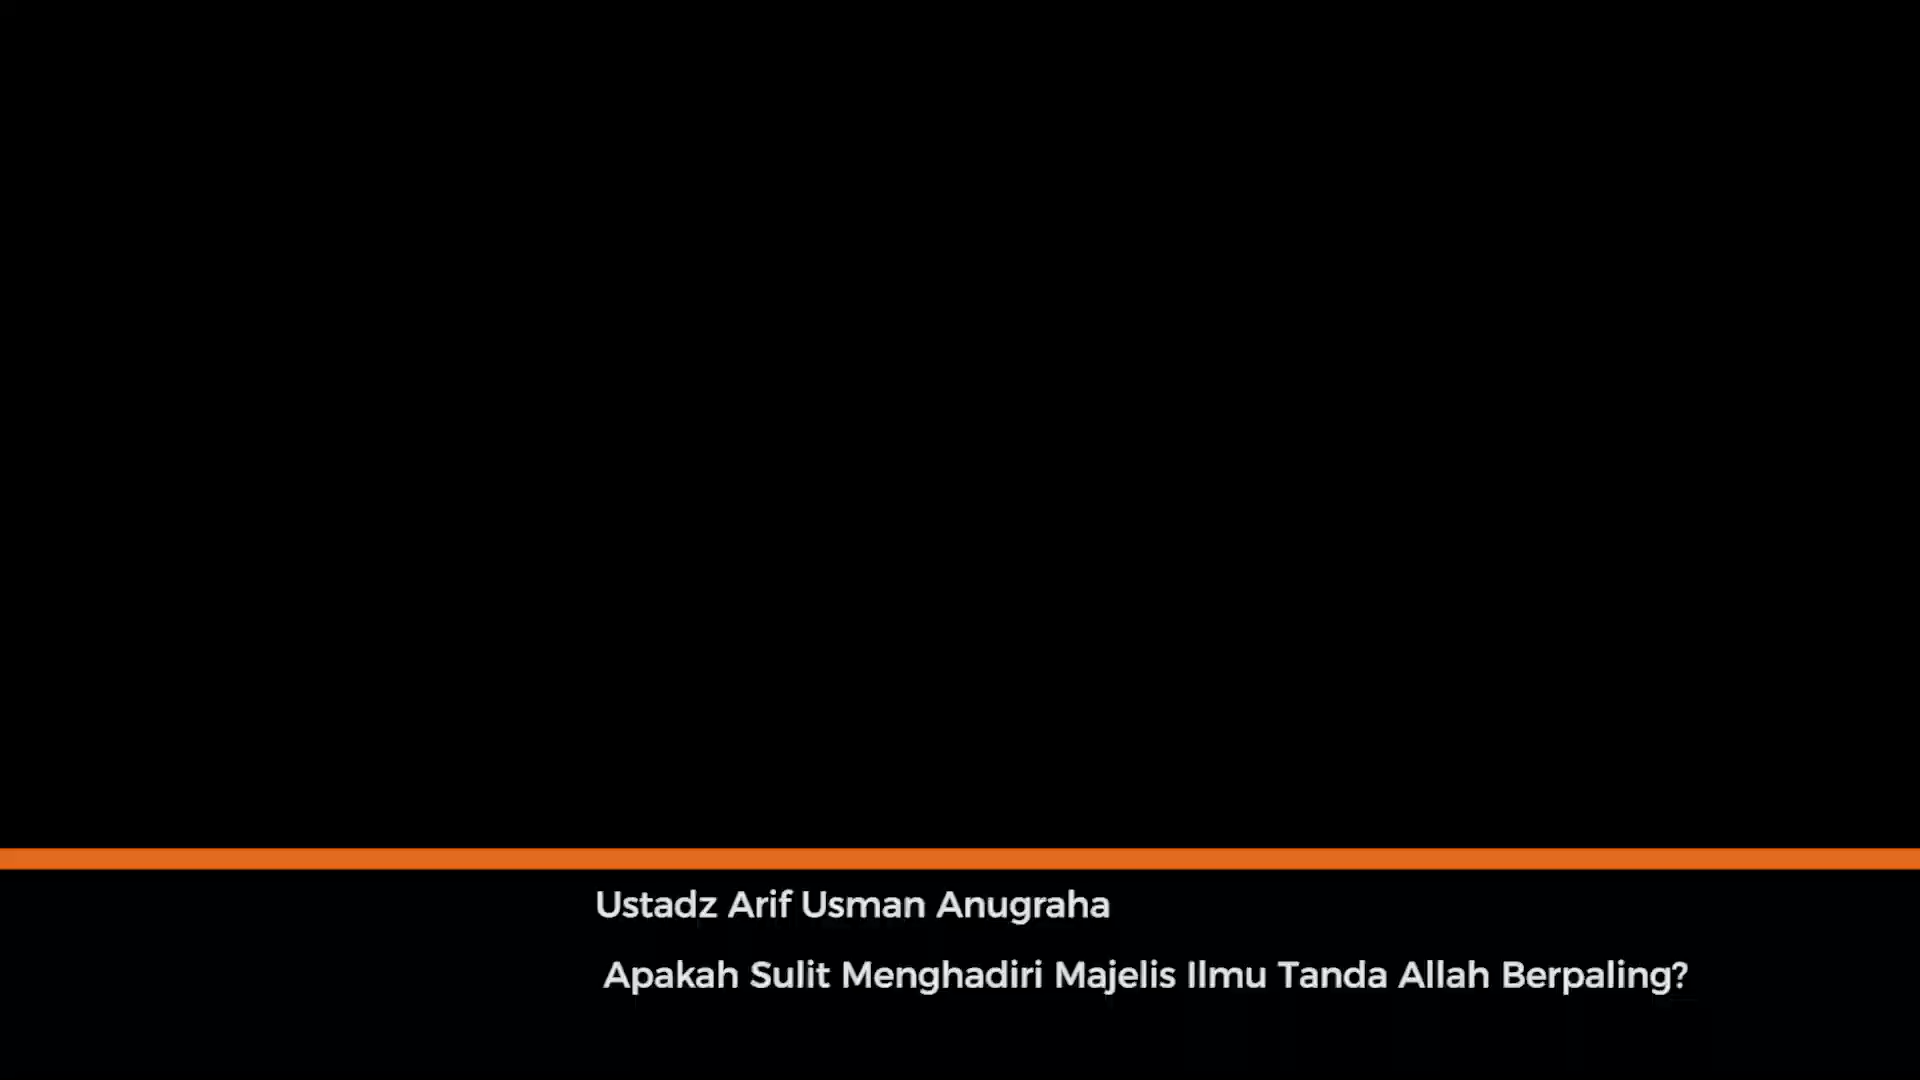 Ustadz Arif Usman Anugraha
Apakah Sulit Menghadiri Majelis Ilmu Tanda Allah Berpaling?